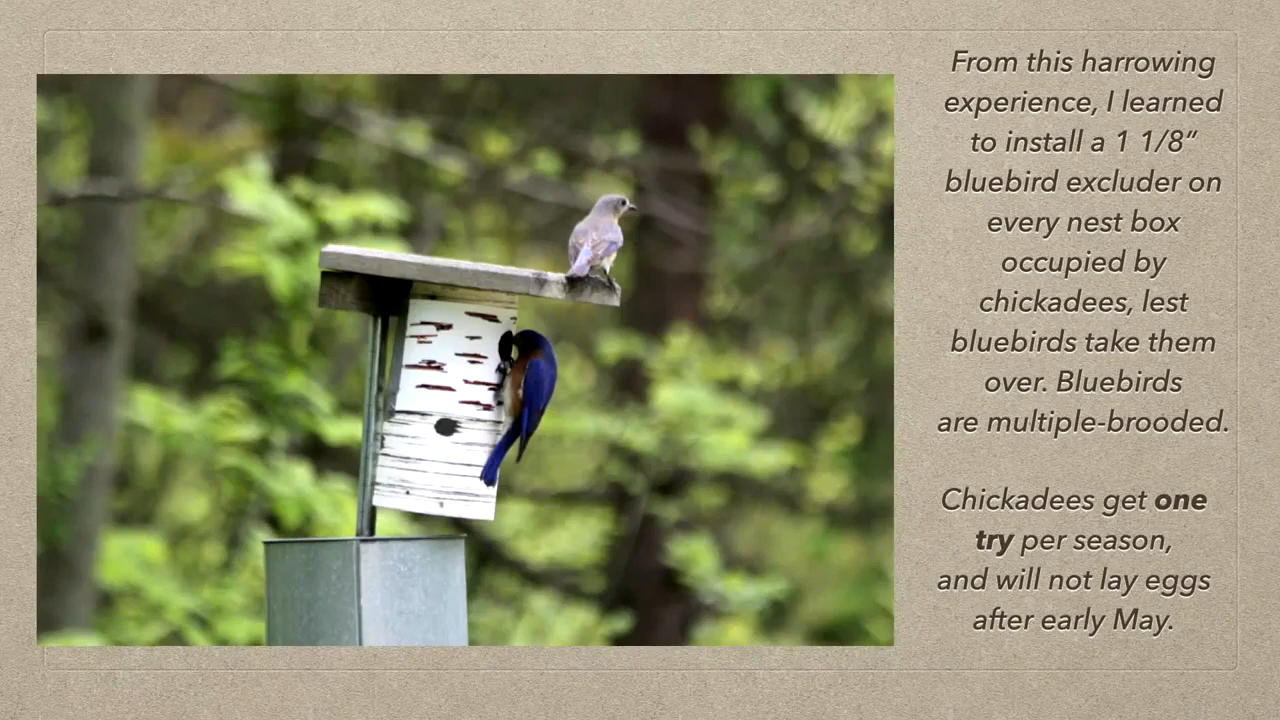 From this harrowing
experience, I learned
to install a 1 1/8”
bluebird excluder on
every nest box
occupied by
chickadees, lest
bluebirds take them
over. Bluebirds
are multiple-brooded.
Chickadees get one
try per season,
and will not lay eggs
after early May.